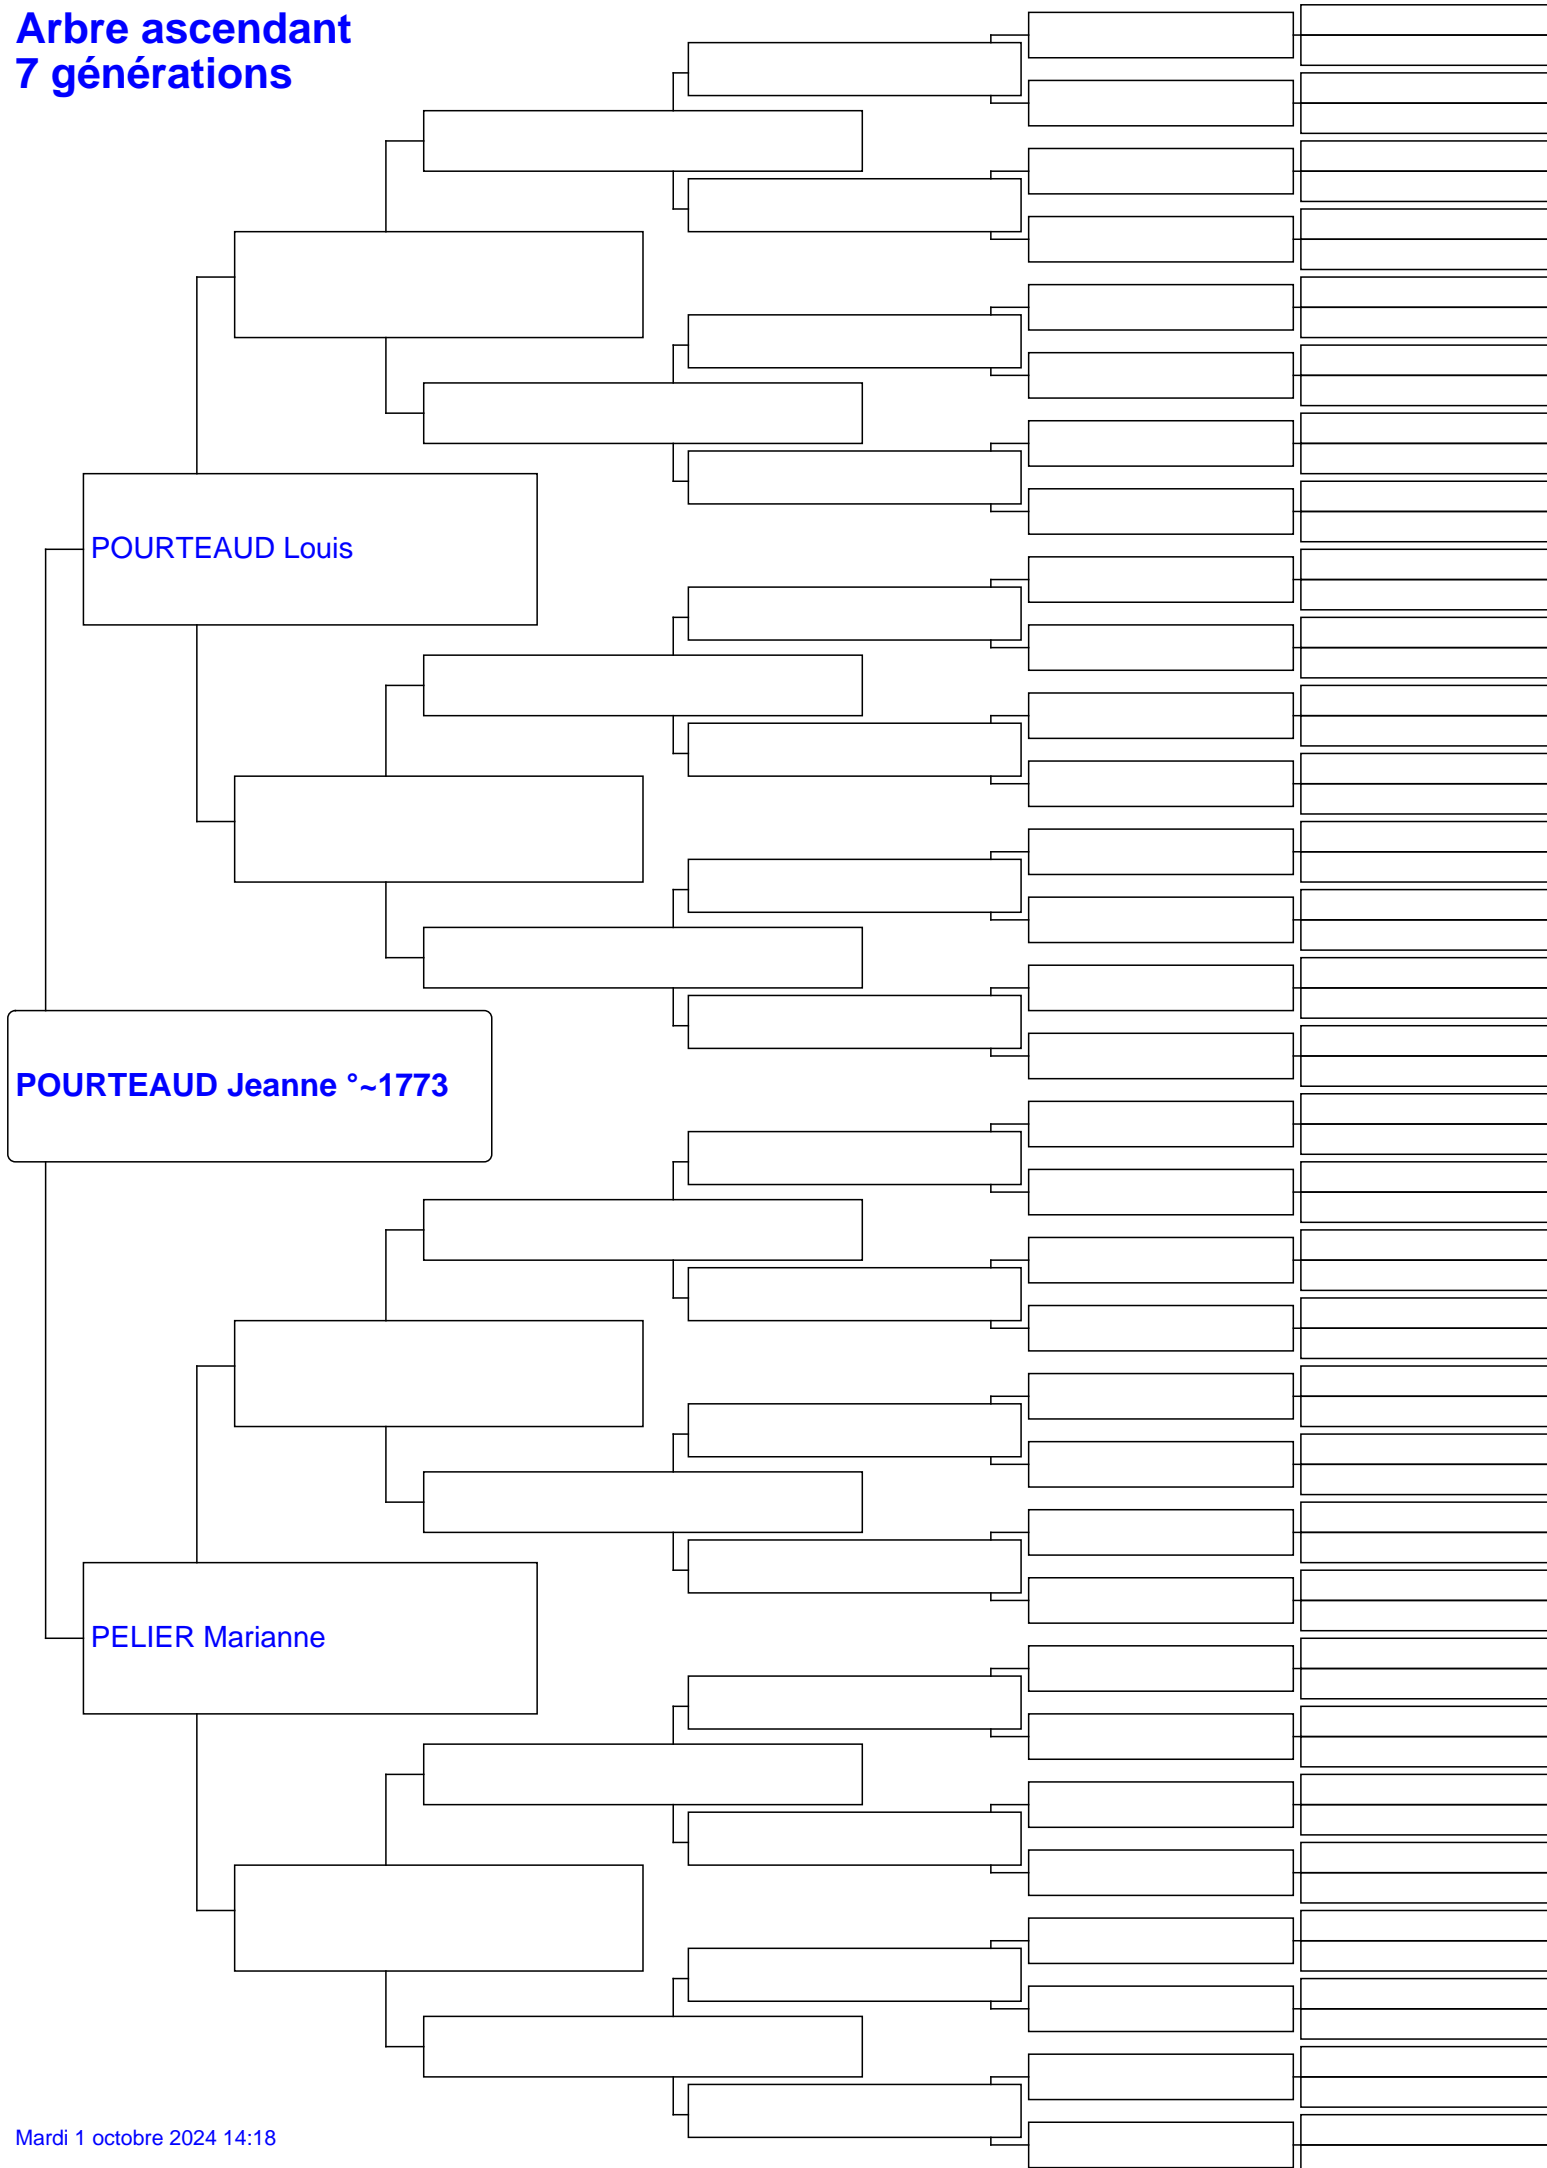 Arbre ascendant
7 générations
POURTEAUD Louis
POURTEAUD Jeanne °~1773
PELIER Marianne
Mardi 1 octobre 2024 14:18